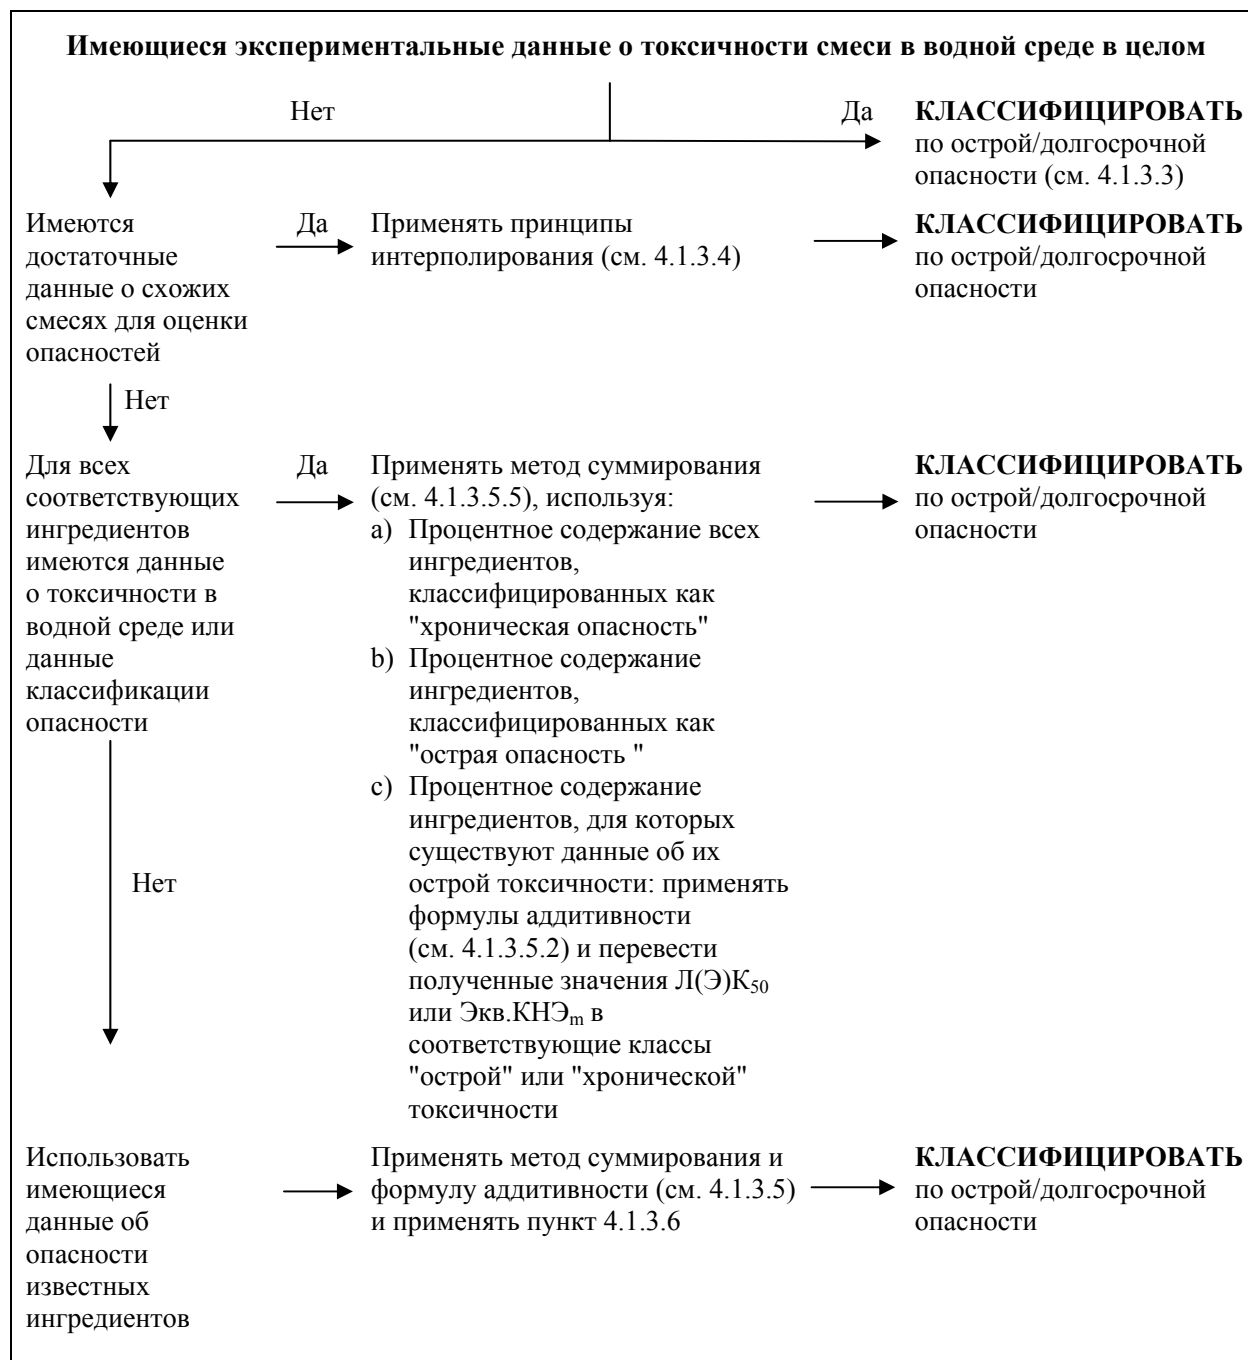 Имеющиеся экспериментальные данные о токсичности смеси в водной среде в целом
Нет
Да
КЛАССИФИЦИРОВАТЬ
по острой/долгосрочной
опасности (см. 4.1.3.3)
Имеются
достаточные
данные о схожих
смесях для оценки
опасностей
Да
Применять принципы
интерполирования (см. 4.1.3.4)
КЛАССИФИЦИРОВАТЬ
по острой/долгосрочной
опасности
Нет
Для всех
соответствующих
ингредиентов
имеются данные
о токсичности в
водной среде или
данные
классификации
опасности
Да
Применять метод суммирования
(см. 4.1.3.5.5), используя:
a) Процентное содержание всех
ингредиентов,
классифицированных как
"хроническая опасность"
b) Процентное содержание
ингредиентов,
классифицированных как
"острая опасность "
c) Процентное содержание
ингредиентов, для которых
существуют данные об их
острой токсичности: применять
формулы аддитивности
(см. 4.1.3.5.2) и перевести
полученные значения Л(Э)К50
или Экв.КНЭm в
соответствующие классы
"острой" или "хронической"
токсичности
КЛАССИФИЦИРОВАТЬ
по острой/долгосрочной
опасности
Нет
Использовать
имеющиеся
данные об
опасности
известных
ингредиентов
Применять метод суммирования и
формулу аддитивности (см. 4.1.3.5)
и применять пункт 4.1.3.6
КЛАССИФИЦИРОВАТЬ
по острой/долгосрочной
опасности